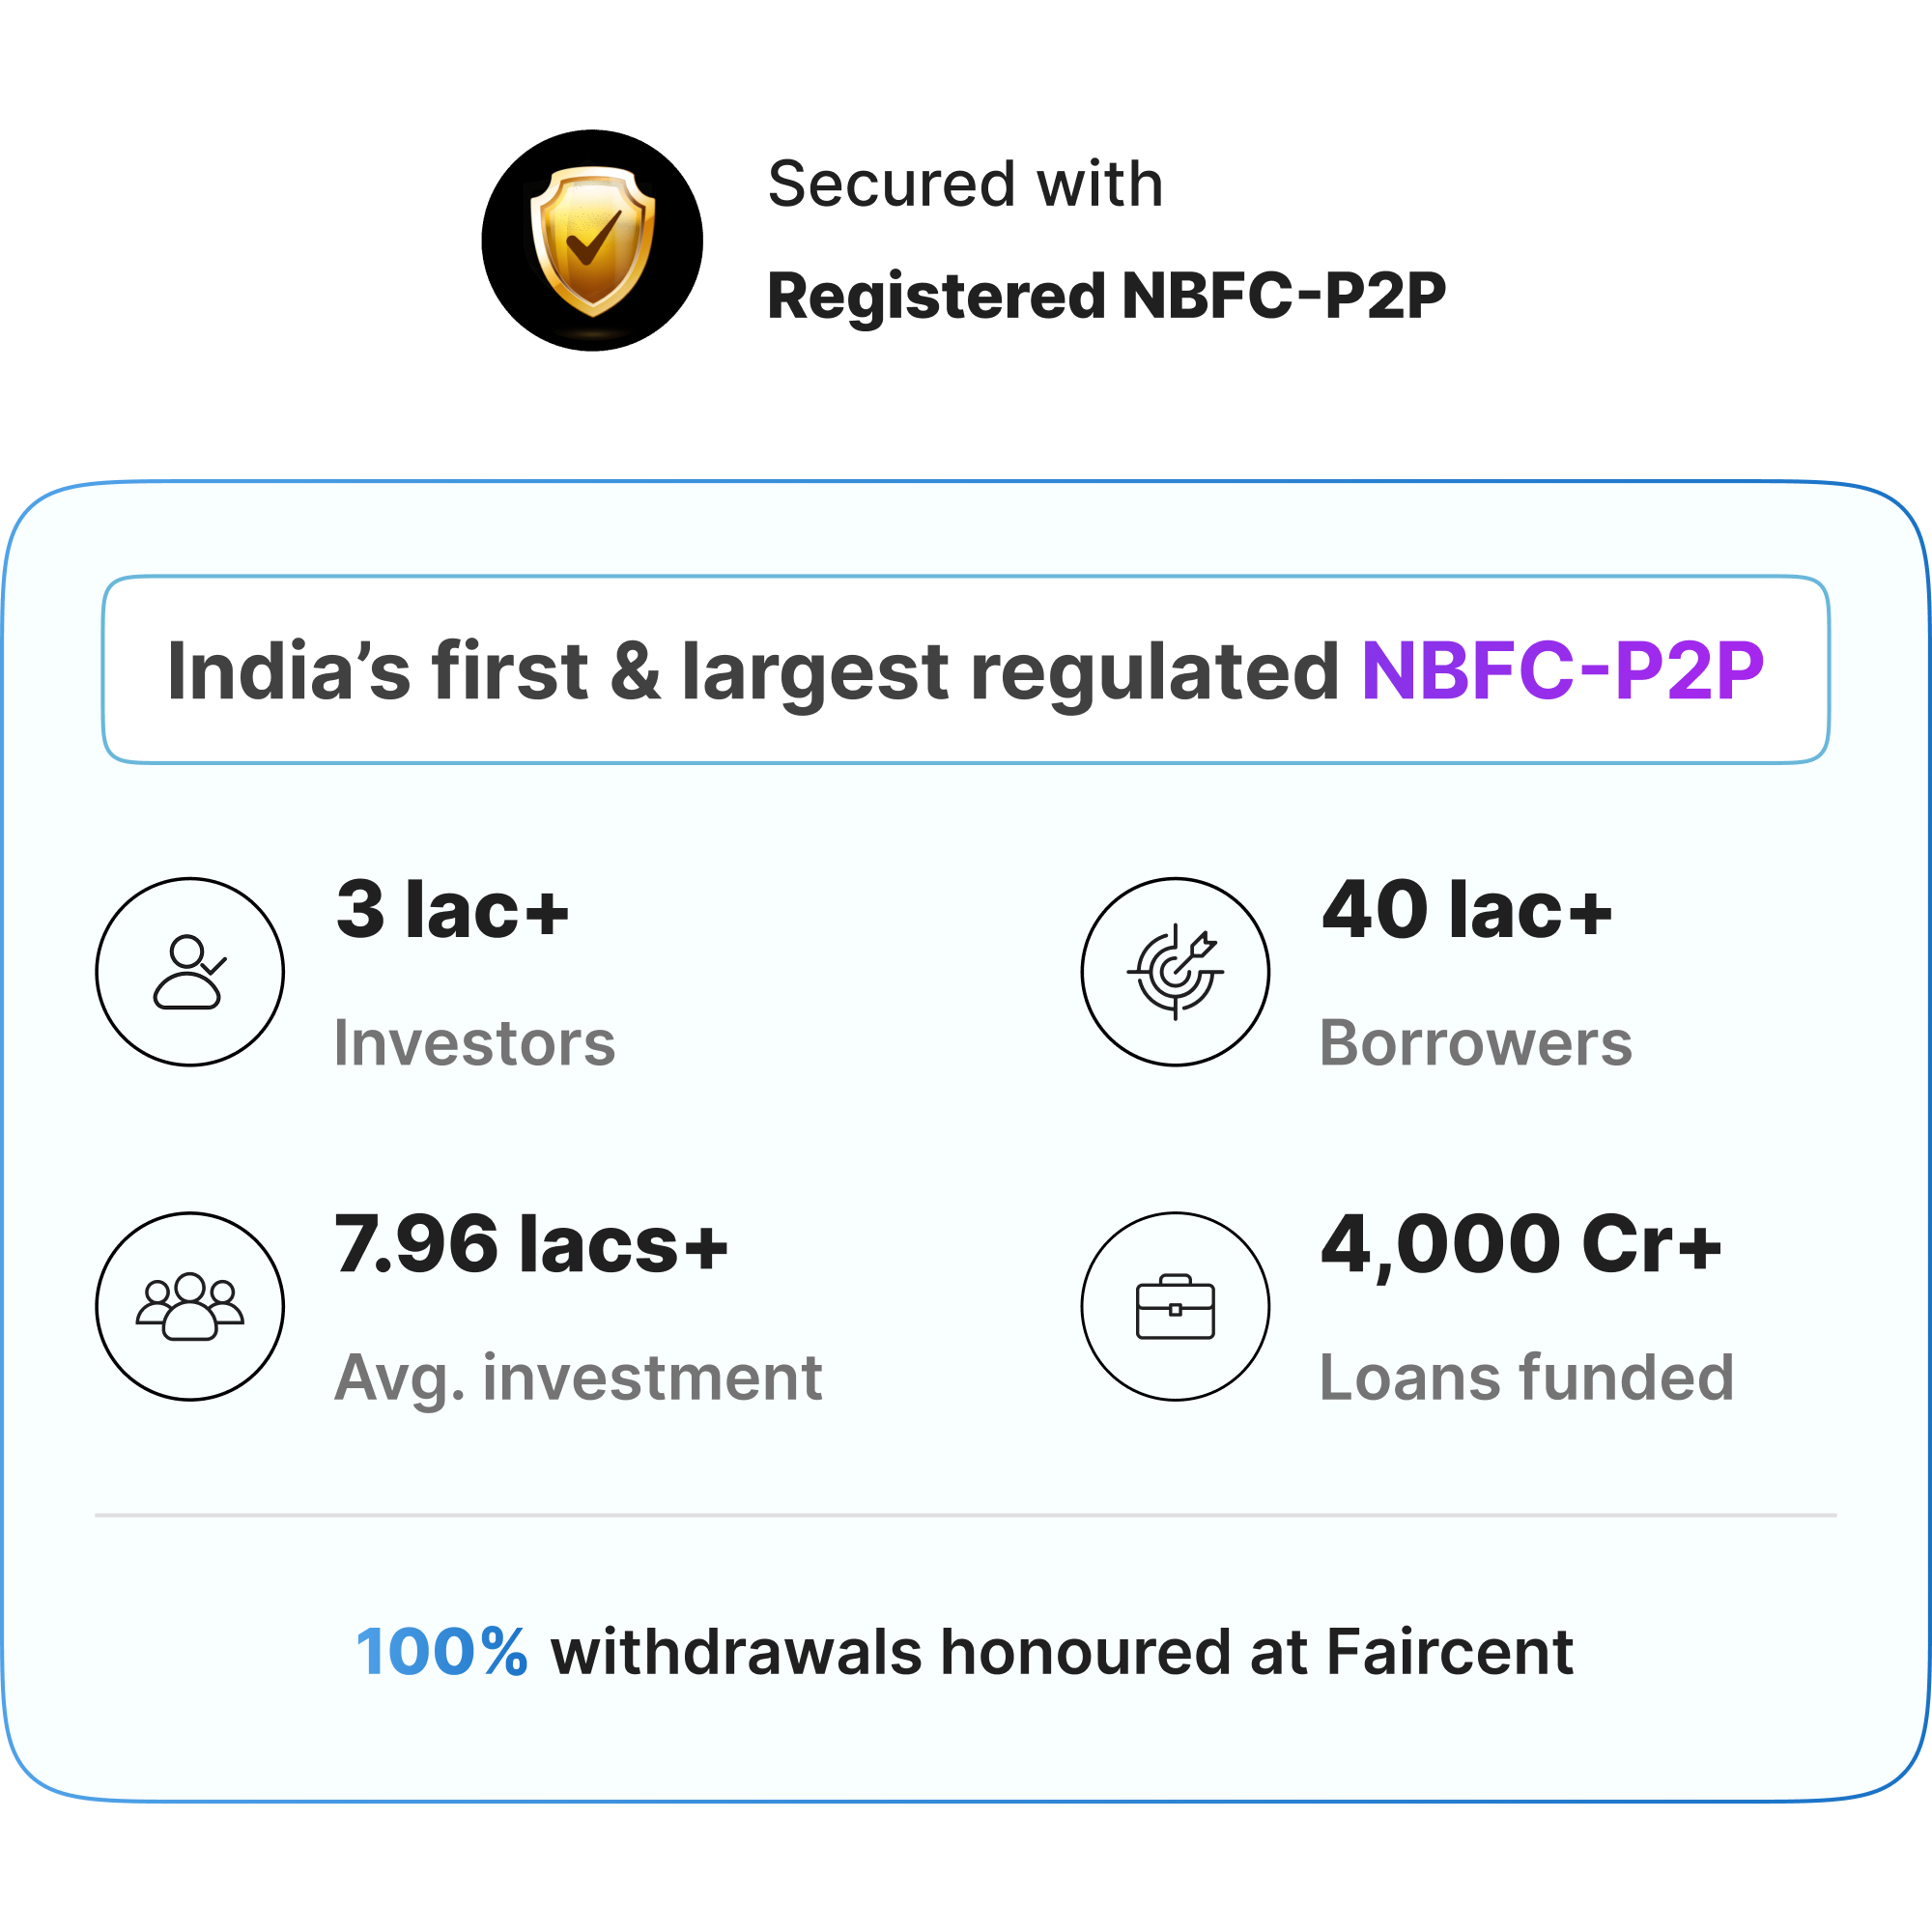 Secured with
Registered NBFC-P2P
India’s first & largest regulated NBFC-P2P
3 lac+
Investors
40 lac+
Borrowers
7.96 lacs+
Avg. investment
4,000 Cr+
Loans funded
100% withdrawals honoured at Faircent